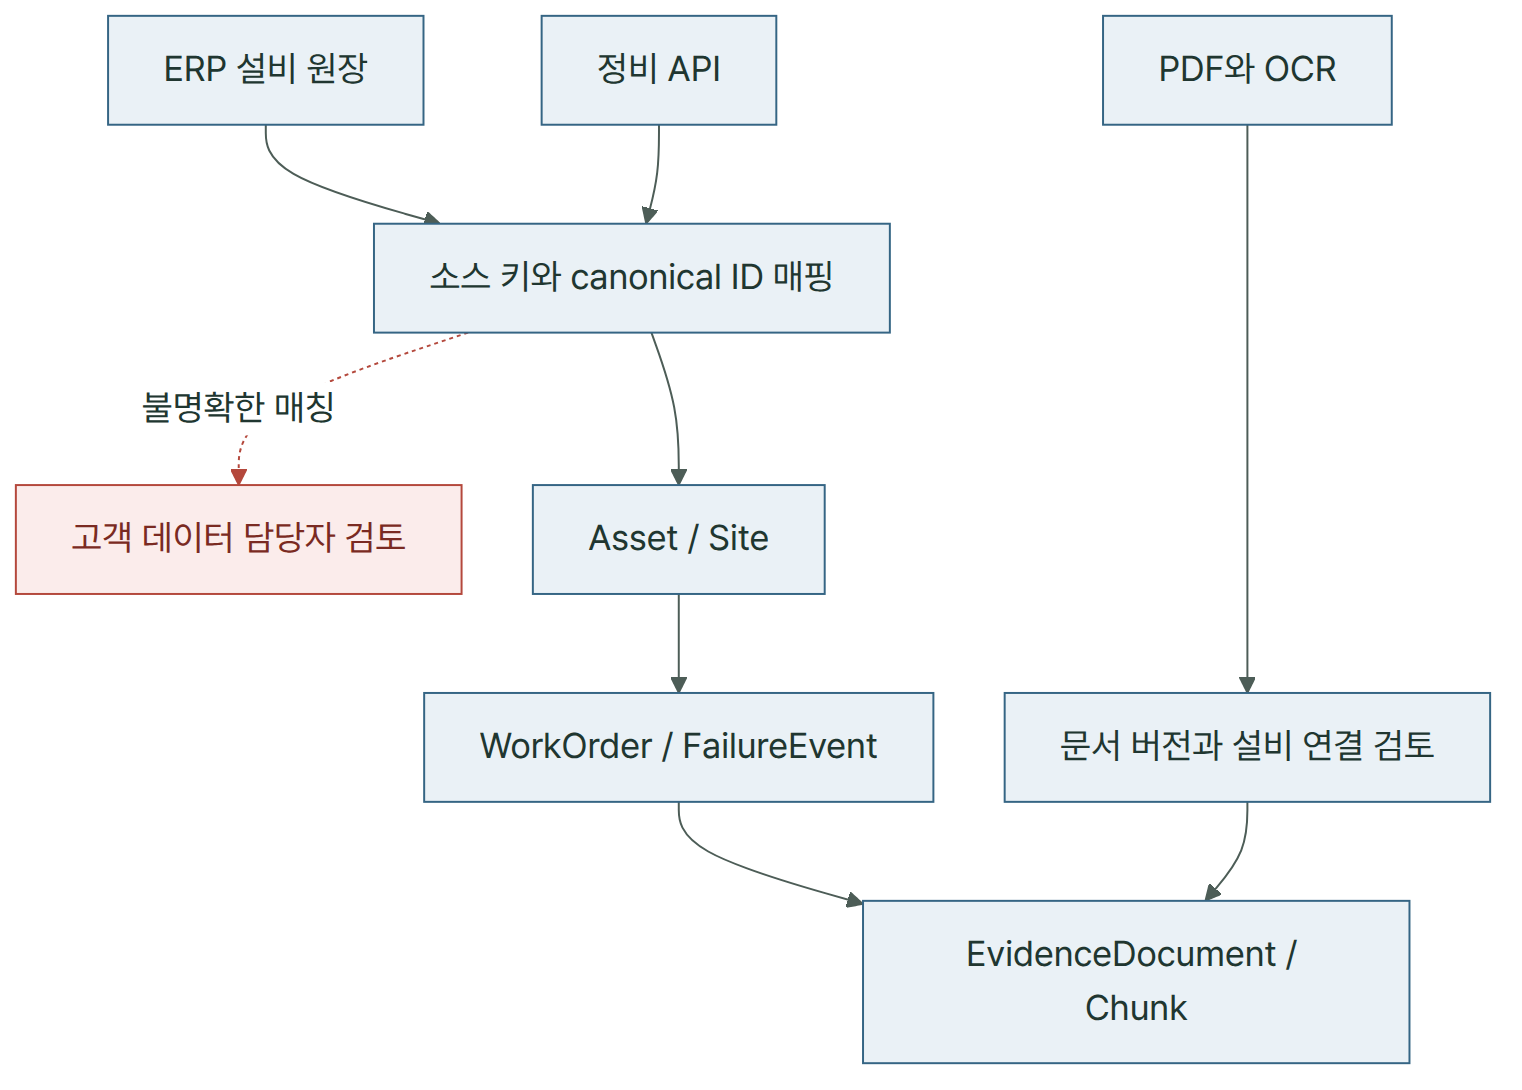 ERP 설비 원장
정비 API
PDF와 OCR
소스 키와 canonical ID 매핑
불명확한 매칭
고객 데이터 담당자 검토
Asset / Site
WorkOrder / FailureEvent
문서 버전과 설비 연결 검토
EvidenceDocument /
Chunk